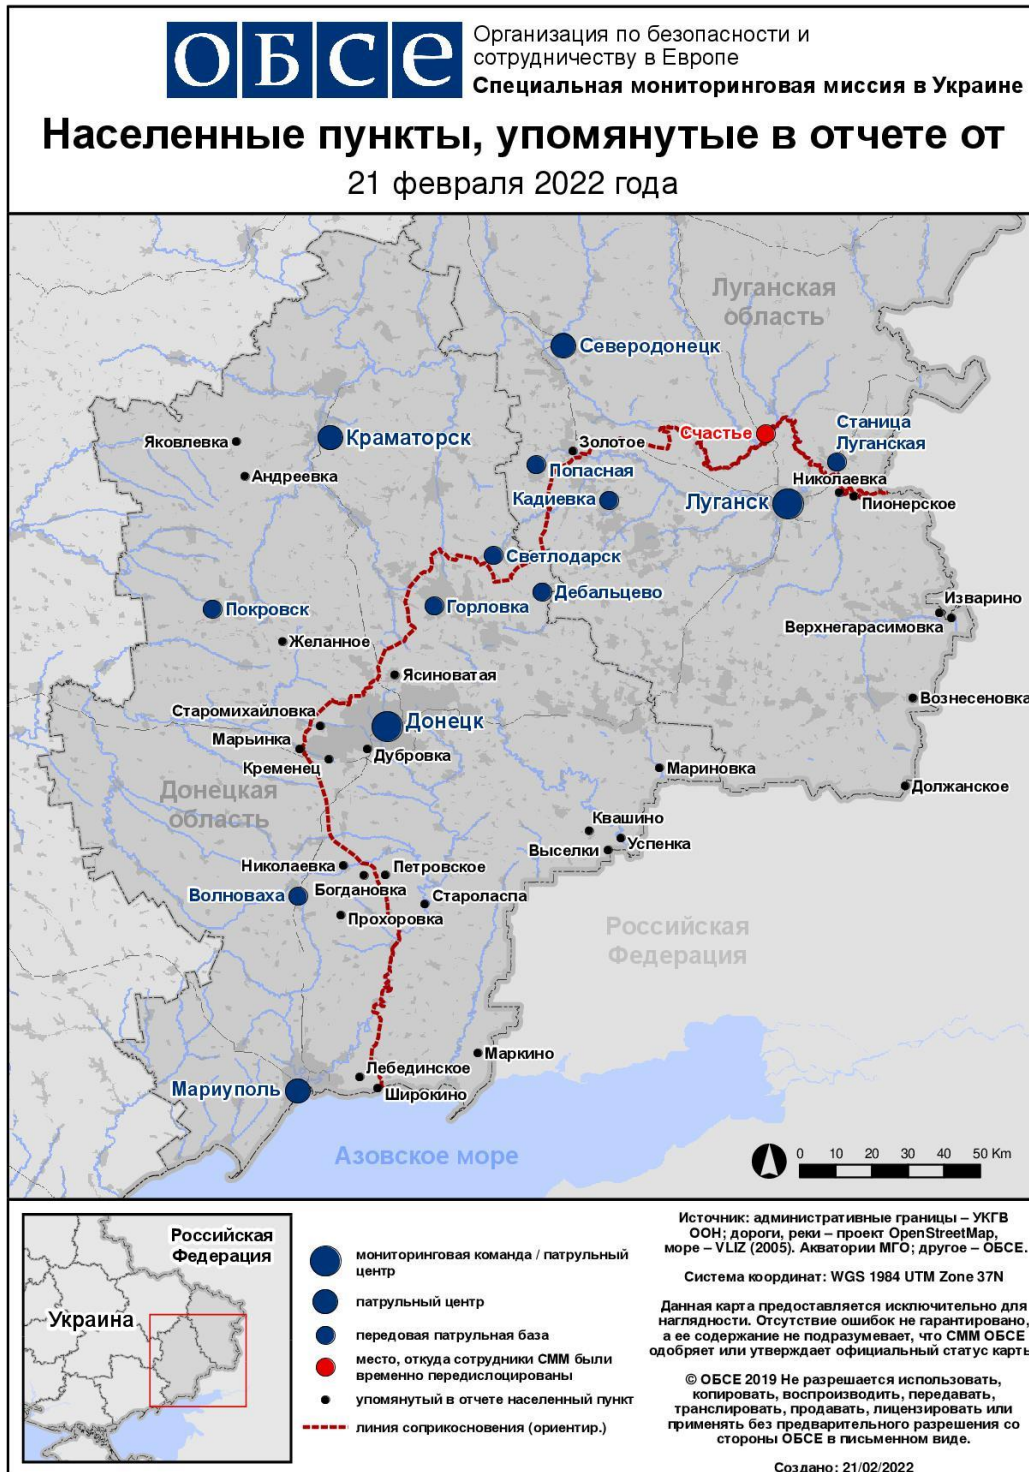 ОБСЕ
Организация по безопасности и
сотрудничеству в Европе
Специальная мониторинговая миссия в Украине
Населенные пункты, упомянутые в отчете от
21 февраля 2022 года
Луганская
область
Северодонецк
Счастье
Станица
Луганская
Золотое
Яковлевка
Краматорск
Попасная
Андреевка
Николаевка
Кадиевка
Луганск
Пионерское
Светлодарск
Дебальцево
Покровск
Горловка
Изварино
Верхнегарасимовка
Желанное
Ясиноватая
Вознесеновка
Старомихайловка
Донецк
Марьинка
Дубровка
Кременец
Мариновка
Донецкая
область
Должанское
Квашино
Успенка
Выселки
Николаевка
Петровское
Богдановка
Волноваха
Староласпа
Прохоровка
Российская
Федерация
Маркино
Лебединское
Мариуполь
Широкино
Азовское море
0 10 20 30 40 50 Km
Российская
Федерация
Украина
мониторинговая команда / патрульный
центр
патрульный центр
передовая патрульная база
место, откуда сотрудники СММ были
временно передислоцированы
упомянутый в отчете населенный пункт
линия соприкосновения (ориентир.)
Источник: административные границы – УКГВ
ООН; дороги, реки – проект OpenStreetMap,
море – VLIZ (2005). Акватории МГО; другое – ОБСЕ.
Система координат: WGS 1984 UTM Zone 37N
Данная карта предоставляется исключительно для
наглядности. Отсутствие ошибок не гарантировано,
а ее содержание не подразумевает, что СММ ОБСЕ
одобряет или утверждает официальный статус карты
© ОБСЕ 2019 Не разрешается использовать,
копировать, воспроизводить, передавать,
транслировать, продавать, лицензировать или
применять без предварительного разрешения со
стороны ОБСЕ в письменном виде.
Создано: 21/02/2022